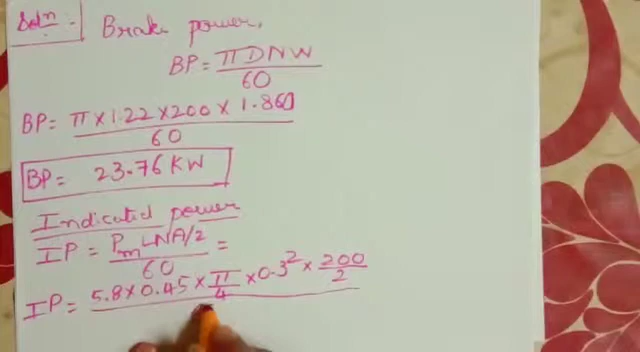 Soln:-
Brake power,
BP = πDNW/60
BP = π×1.22×200×1.860/60
BP = 23.76 KW
Indicated power
IP = PmLNA/2/60 =
IP = 5.8×0.45×π/4×0.3²×200/2